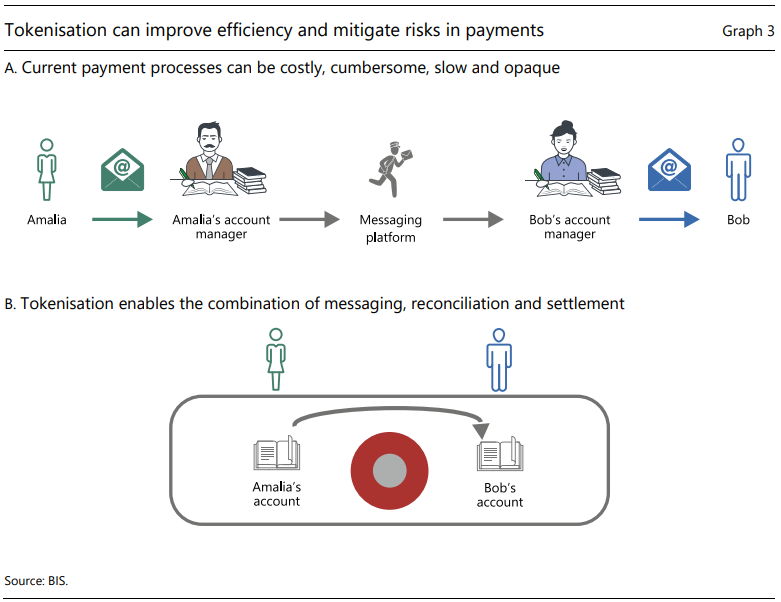 Tokenisation can improve efficiency and mitigate risks in payments Graph 3
A. Current payment processes can be costly, cumbersome, slow and opaque
@ @
Amalia Amalia's account Messaging Bob's account Bob
manager platform manager
B. Tokenisation enables the combination of messaging, reconciliation and settlement
Amalia's Bob's
account account
Source: BIS.